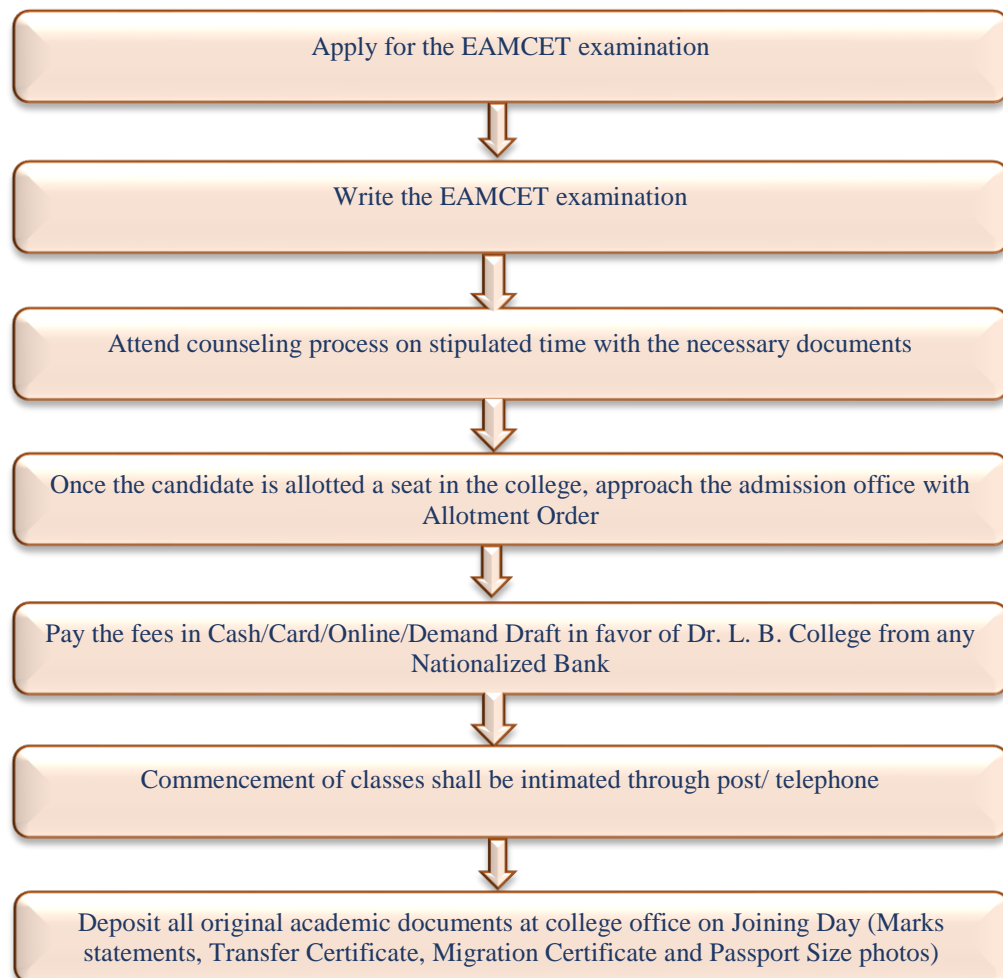 Apply for the EAMCET examination
Write the EAMCET examination
Attend counseling process on stipulated time with the necessary documents
Once the candidate is allotted a seat in the college, approach the admission office with
Allotment Order
Pay the fees in Cash/Card/Online/Demand Draft in favor of Dr. L. B. College from any
Nationalized Bank
Commencement of classes shall be intimated through post/ telephone
Deposit all original academic documents at college office on Joining Day (Marks
statements, Transfer Certificate, Migration Certificate and Passport Size photos)